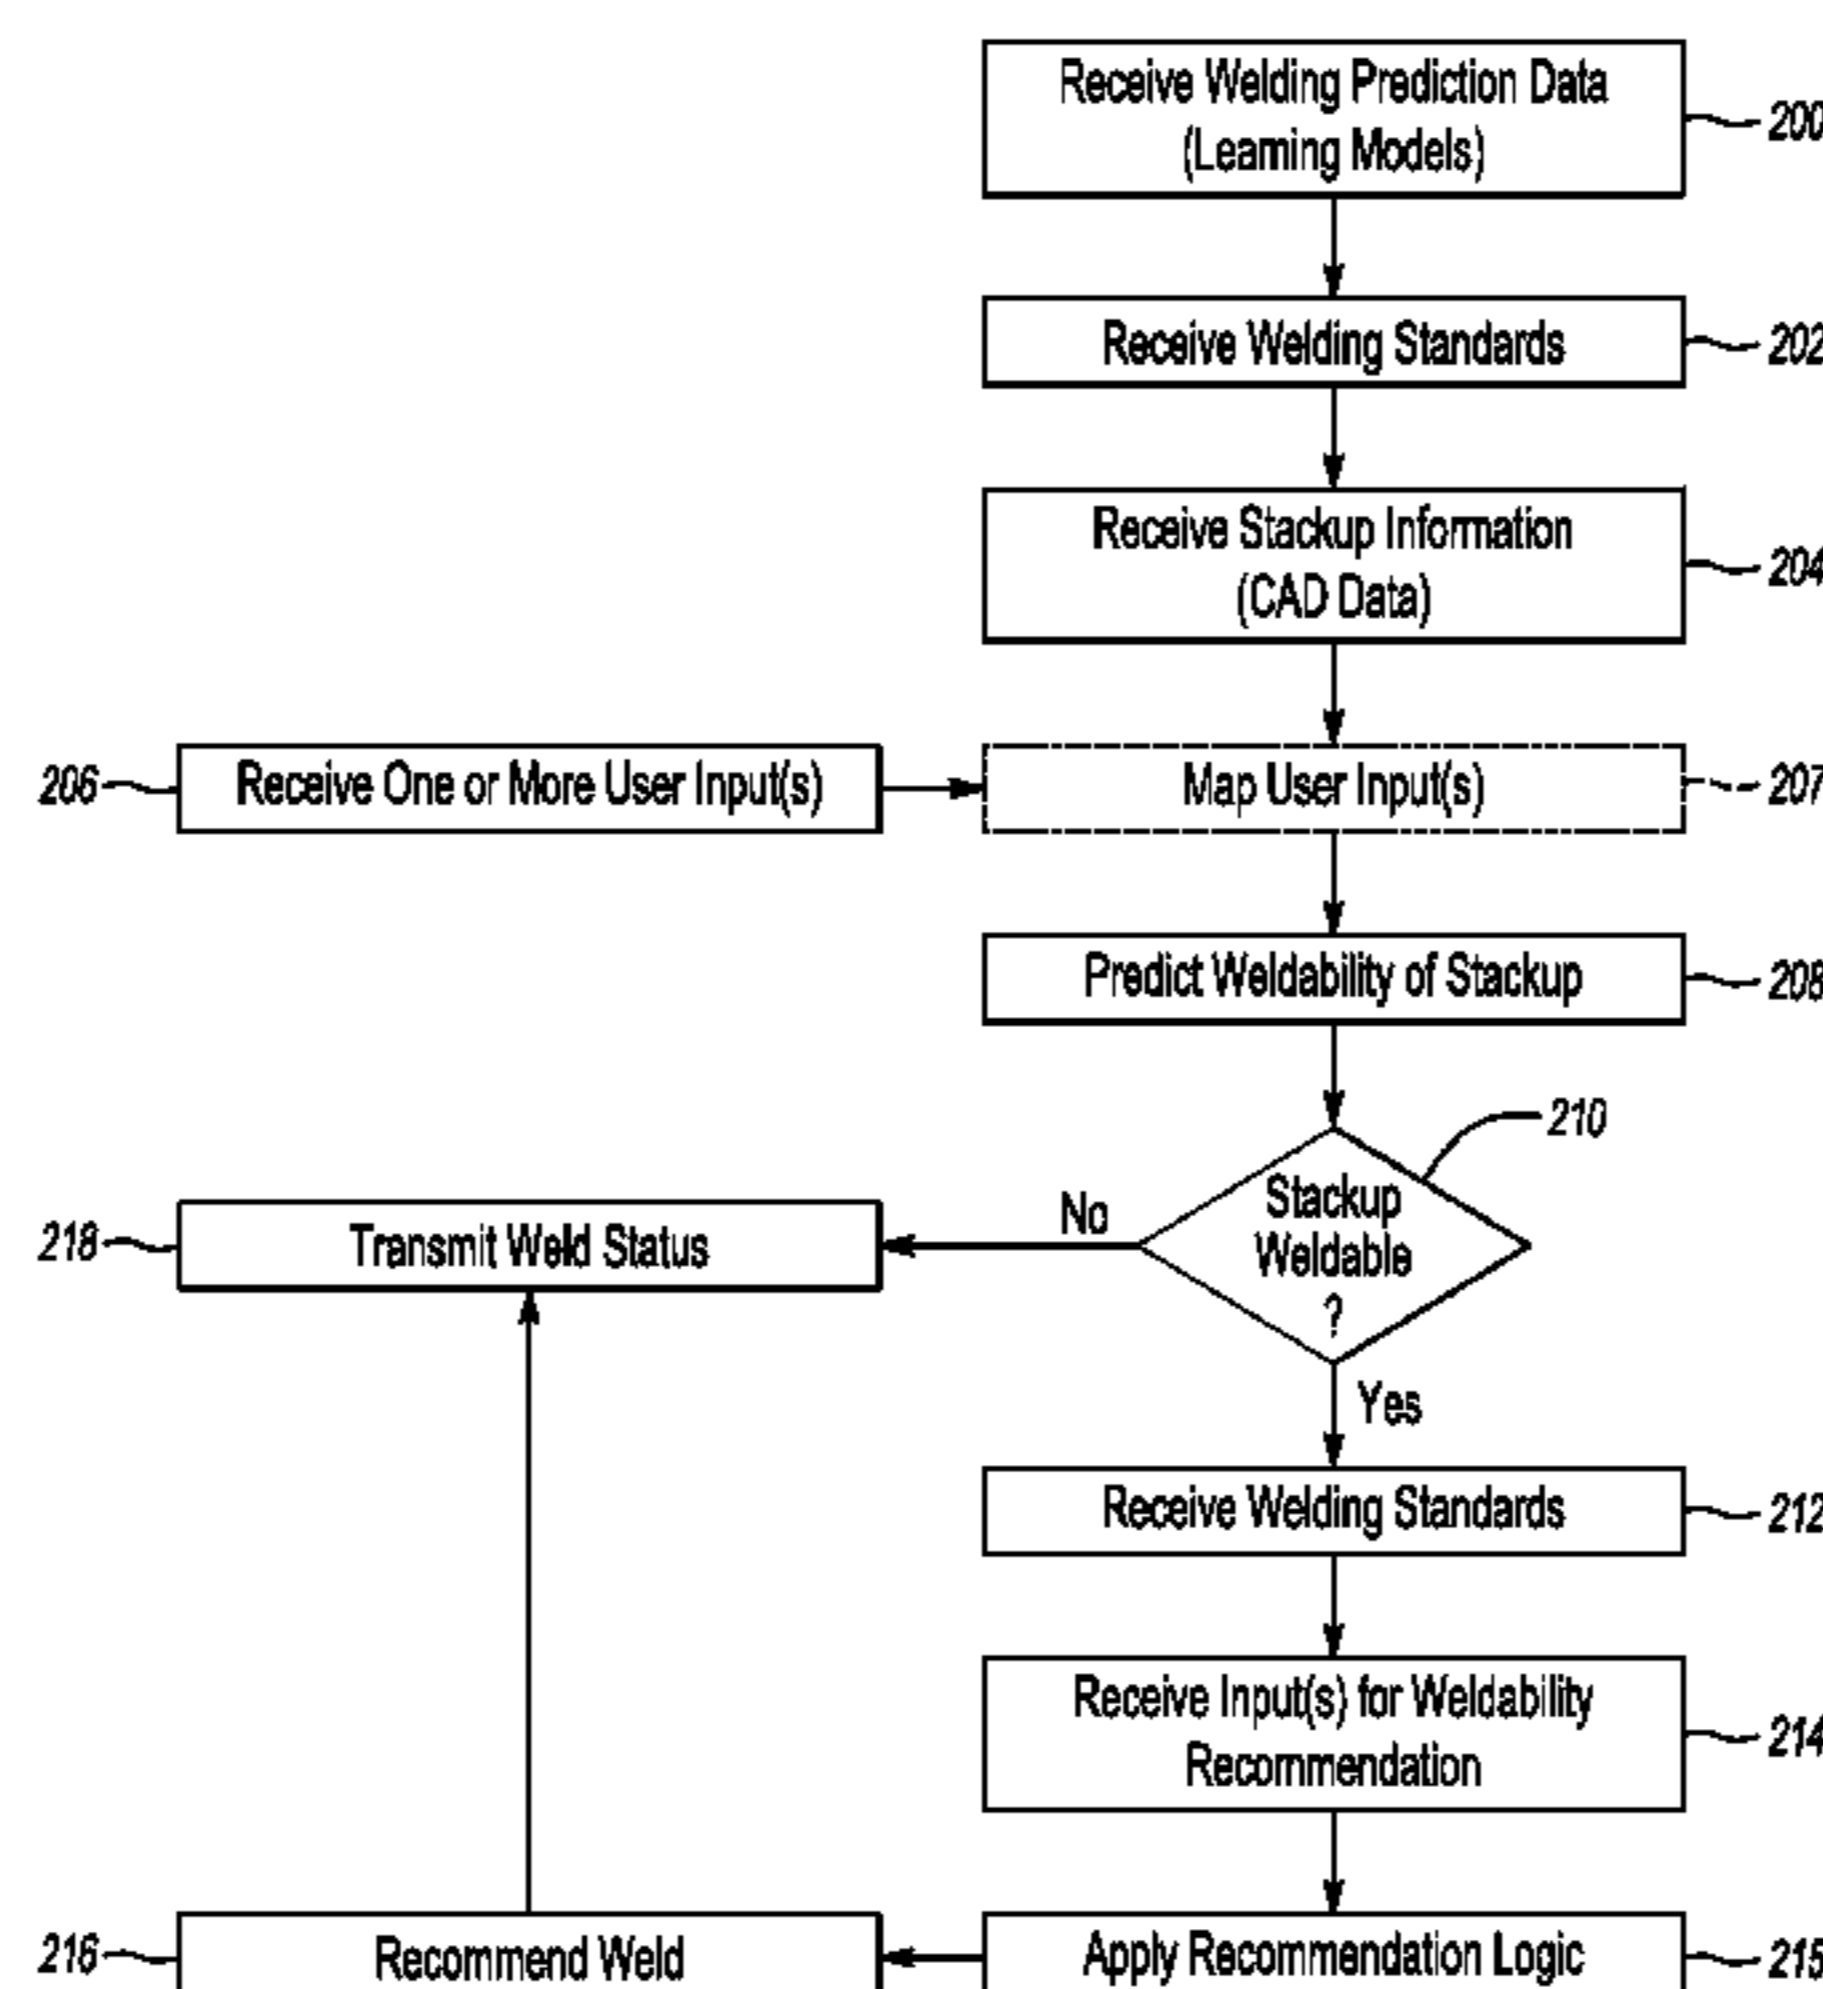 Receive Welding Prediction Data
(Learning Models)
200
Receive Welding Standards
202
Receive Stackup Information
(CAD Data)
204
206
Receive One or More User Input(s)
Map User Input(s)
207
Predict Weldability of Stackup
208
210
Stackup
Weldable
?
No
218
Transmit Weld Status
Yes
Receive Welding Standards
212
Receive Input(s) for Weldability
Recommendation
214
216
Recommend Weld
Apply Recommendation Logic
215